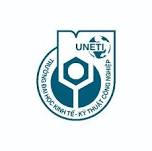 UNETI
TRƯỜNG ĐẠI HỌC KINH TẾ - KỸ THUẬT CÔNG NGHIỆP